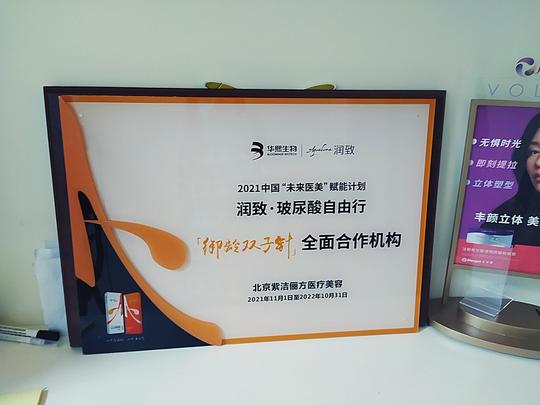 华熙生物
BLOOMAGE BIOTECH
润致
2021中国“未来医美”赋能计划
润致·玻尿酸自由行
「御龄双子针」全面合作机构
北京紫洁俪方医疗美容
2021年11月1日至2022年10月31日
VOL
无惧时光
即刻提拉
立体塑型
丰颜立体 美